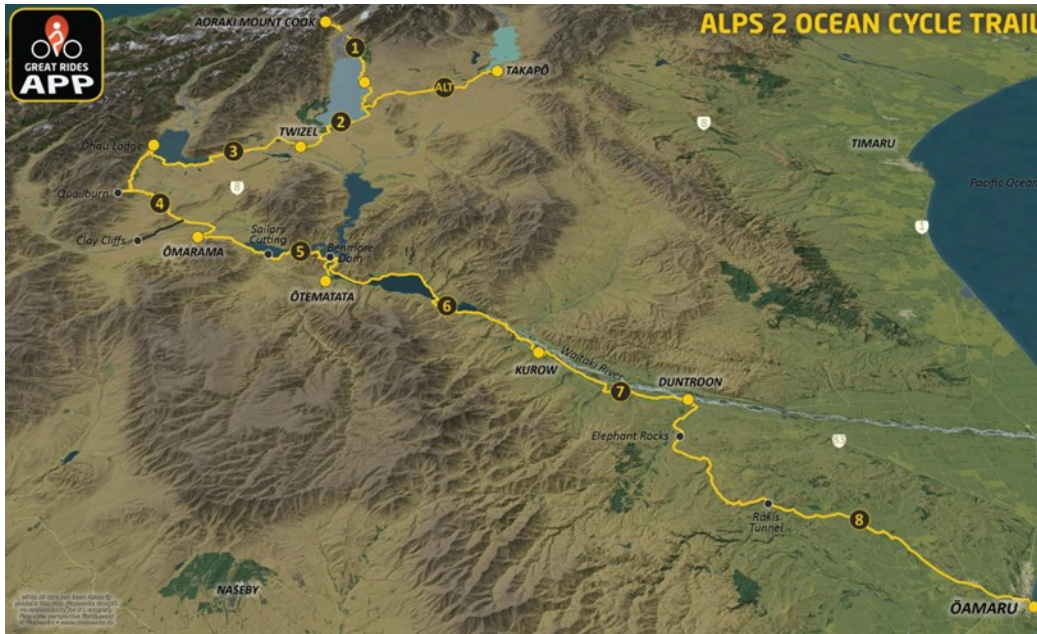 GREAT RIDES
APP
ALPS 2 OCEAN CYCLE TRAIL
AORAKI MOUNT COOK
1
TAKAPŌ
ALT
2
TWIZEL
3
8
TIMARU
Ohau Lodge
Pacific Ocean
Quailburn
8
4
1
Clay Cliffs
ŌMARAMA
Sailors
Cutting
5
Benmore
Dam
ŌTEMATATA
6
Waitaki River
KUROW
7
DUNTROON
Elephant Rocks
83
Rakis
Tunnel
8
NASEBY
ŌAMARU